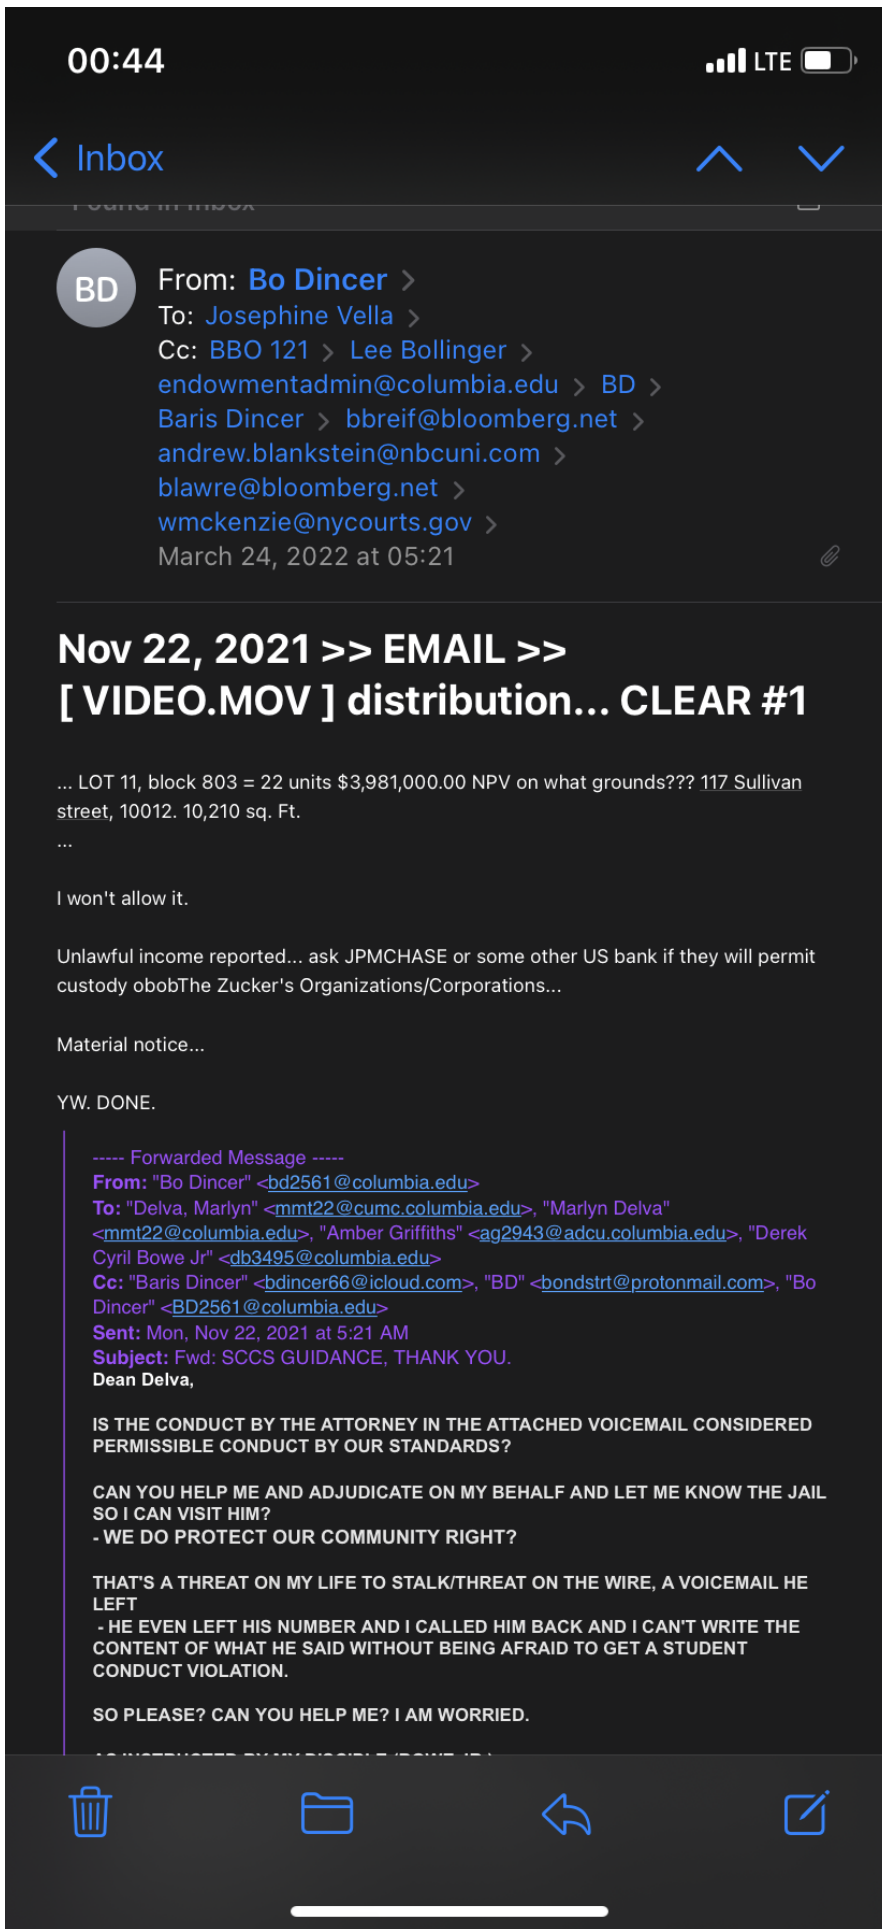 00:44
LTE
Inbox
Found in Inbox
BD
From: Bo Dincer
To: Josephine Vella
Cc: BBO 121 Lee Bollinger
endowmentadmin@columbia.edu BD
Baris Dincer bbreif@bloomberg.net
andrew.blankstein@nbcuni.com
blawre@bloomberg.net
wmckenzie@nycourts.gov
March 24, 2022 at 05:21
Nov 22, 2021 >> EMAIL >>
[ VIDEO.MOV ] distribution... CLEAR #1
... LOT 11, block 803 = 22 units $3,981,000.00 NPV on what grounds??? 117 Sullivan
street, 10012. 10,210 sq. Ft.
...
I won't allow it.
Unlawful income reported... ask JPMCHASE or some other US bank if they will permit
custody obobThe Zucker's Organizations/Corporations...
Material notice...
YW. DONE.
----- Forwarded Message -----
From: "Bo Dincer" <bd2561@columbia.edu>
To: "Delva, Marlyn" <mmt22@cumc.columbia.edu>, "Marlyn Delva"
<mmt22@columbia.edu>, "Amber Griffiths" <ag2943@adcu.columbia.edu>, "Derek
Cyril Bowe Jr" <db3495@columbia.edu>
Cc: "Baris Dincer" <bdincer66@icloud.com>, "BD" <bondstrt@protonmail.com>, "Bo
Dincer" <BD2561@columbia.edu>
Sent: Mon, Nov 22, 2021 at 5:21 AM
Subject: Fwd: SCCS GUIDANCE, THANK YOU.
Dean Delva,
IS THE CONDUCT BY THE ATTORNEY IN THE ATTACHED VOICEMAIL CONSIDERED
PERMISSIBLE CONDUCT BY OUR STANDARDS?
CAN YOU HELP ME AND ADJUDICATE ON MY BEHALF AND LET ME KNOW THE JAIL
SO I CAN VISIT HIM?
- WE DO PROTECT OUR COMMUNITY RIGHT?
THAT'S A THREAT ON MY LIFE TO STALK/THREAT ON THE WIRE, A VOICEMAIL HE
LEFT
- HE EVEN LEFT HIS NUMBER AND I CALLED HIM BACK AND I CAN'T WRITE THE
CONTENT OF WHAT HE SAID WITHOUT BEING AFRAID TO GET A STUDENT
CONDUCT VIOLATION.
SO PLEASE? CAN YOU HELP ME? I AM WORRIED.
AS INSTRUCTED BY MY DISCIPLE (BOWE JR.)